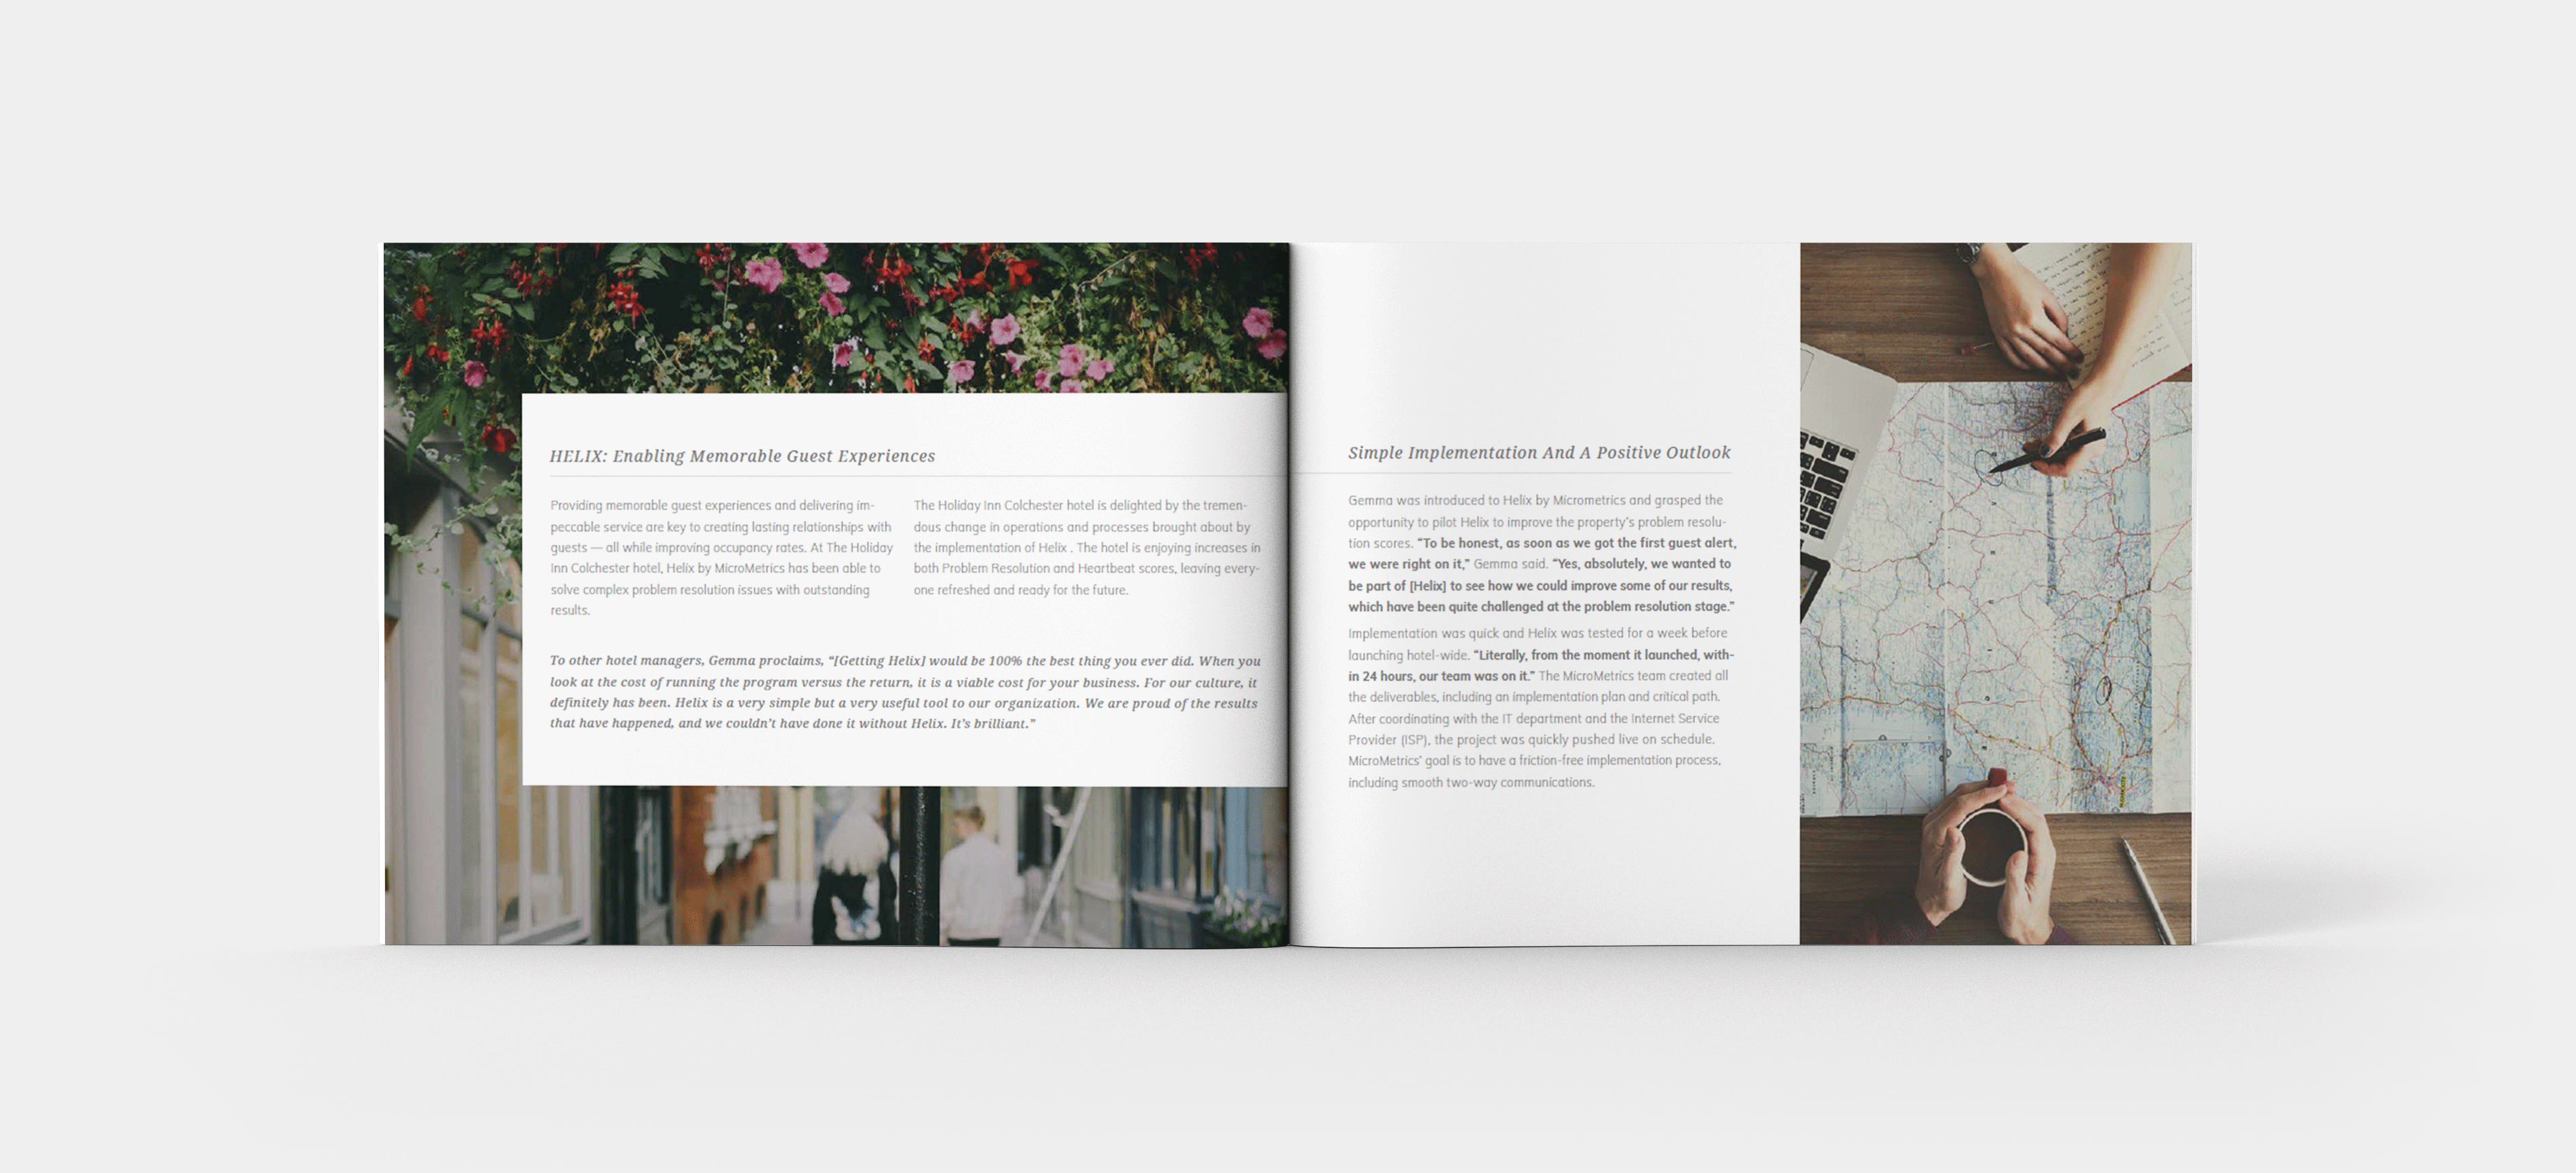 HELIX: Enabling Memorable Guest Experiences
Providing memorable guest experiences and delivering im-
peccable service are key to creating lasting relationships with
guests — all while improving occupancy rates. At The Holiday
Inn Colchester hotel, Helix by MicroMetrics has been able to
solve complex problem resolution issues with outstanding
results.
The Holiday Inn Colchester hotel is delighted by the tremen-
dous change in operations and processes brought about by
the implementation of Helix . The hotel is enjoying increases in
both Problem Resolution and Heartbeat scores, leaving every-
one refreshed and ready for the future.
To other hotel managers, Gemma proclaims, “[Getting Helix] would be 100% the best thing you ever did. When you
look at the cost of running the program versus the return, it is a viable cost for your business. For our culture, it
definitely has been. Helix is a very simple but a very useful tool to our organization. We are proud of the results
that have happened, and we couldn’t have done it without Helix. It’s brilliant.”
Simple Implementation And A Positive Outlook
Gemma was introduced to Helix by Micrometrics and grasped the
opportunity to pilot Helix to improve the property’s problem resolu-
tion scores. “To be honest, as soon as we got the first guest alert,
we were right on it,” Gemma said. “Yes, absolutely, we wanted to
be part of [Helix] to see how we could improve some of our results,
which have been quite challenged at the problem resolution stage.”
Implementation was quick and Helix was tested for a week before
launching hotel-wide. “Literally, from the moment it launched, with-
in 24 hours, our team was on it.” The MicroMetrics team created all
the deliverables, including an implementation plan and critical path.
After coordinating with the IT department and the Internet Service
Provider (ISP), the project was quickly pushed live on schedule.
MicroMetrics’ goal is to have a friction-free implementation process,
including smooth two-way communications.